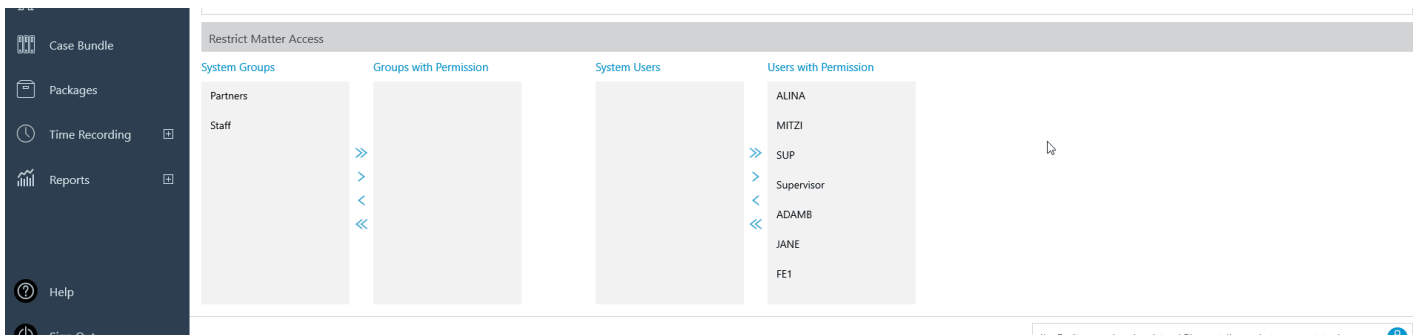 Case Bundle
Packages
Time Recording
Reports
Help
Restrict Matter Access
System Groups
Groups with Permission
System Users
Users with Permission
Partners
Staff
ALINA
MITZI
SUP
Supervisor
ADAMB
JANE
FE1